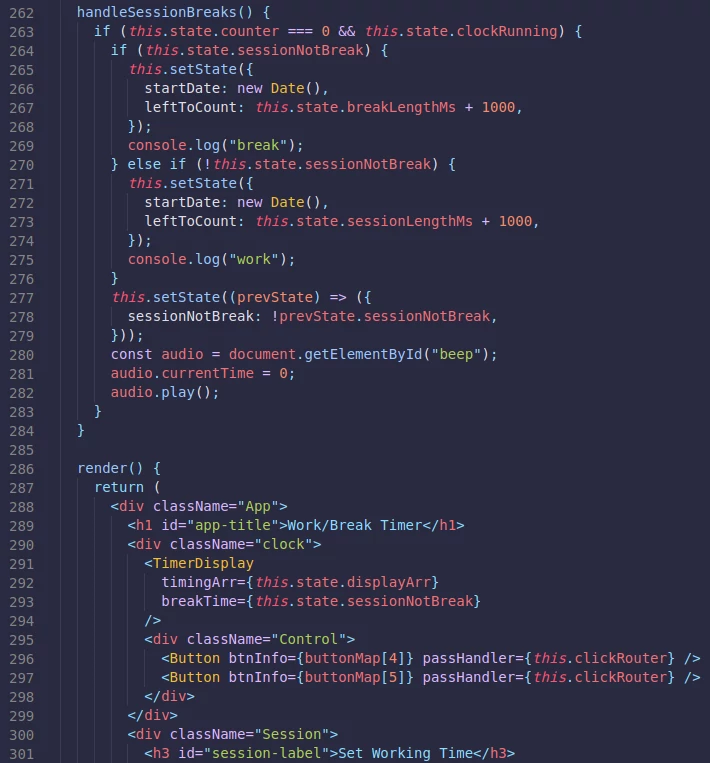 262 handleSessionBreaks() {
263 if (this.state.counter === 0 && this.state.clockRunning) {
264 if (this.state.sessionNotBreak) {
265 this.setState({
266 startDate: new Date(),
267 leftToCount: this.state.breakLengthMs + 1000,
268 });
269 console.log("break");
270 } else if (!this.state.sessionNotBreak) {
271 this.setState({
272 startDate: new Date(),
273 leftToCount: this.state.sessionLengthMs + 1000,
274 });
275 console.log("work");
276 }
277 this.setState((prevState) => ({
278 sessionNotBreak: !prevState.sessionNotBreak,
279 }));
280 const audio = document.getElementById("beep");
281 audio.currentTime = 0;
282 audio.play();
283 }
284 }
285
286 render() {
287 return (
288 <div className="App">
289 <h1 id="app-title">Work/Break Timer</h1>
290 <div className="clock">
291 <TimerDisplay
292 timingArr={this.state.displayArr}
293 breakTime={this.state.sessionNotBreak}
294 />
295 <div className="Control">
296 <Button btnInfo={buttonMap[4]} passHandler={this.clickRouter} />
297 <Button btnInfo={buttonMap[5]} passHandler={this.clickRouter} />
298 </div>
299 </div>
300 <div className="Session">
301 <h3 id="session-label">Set Working Time</h3>